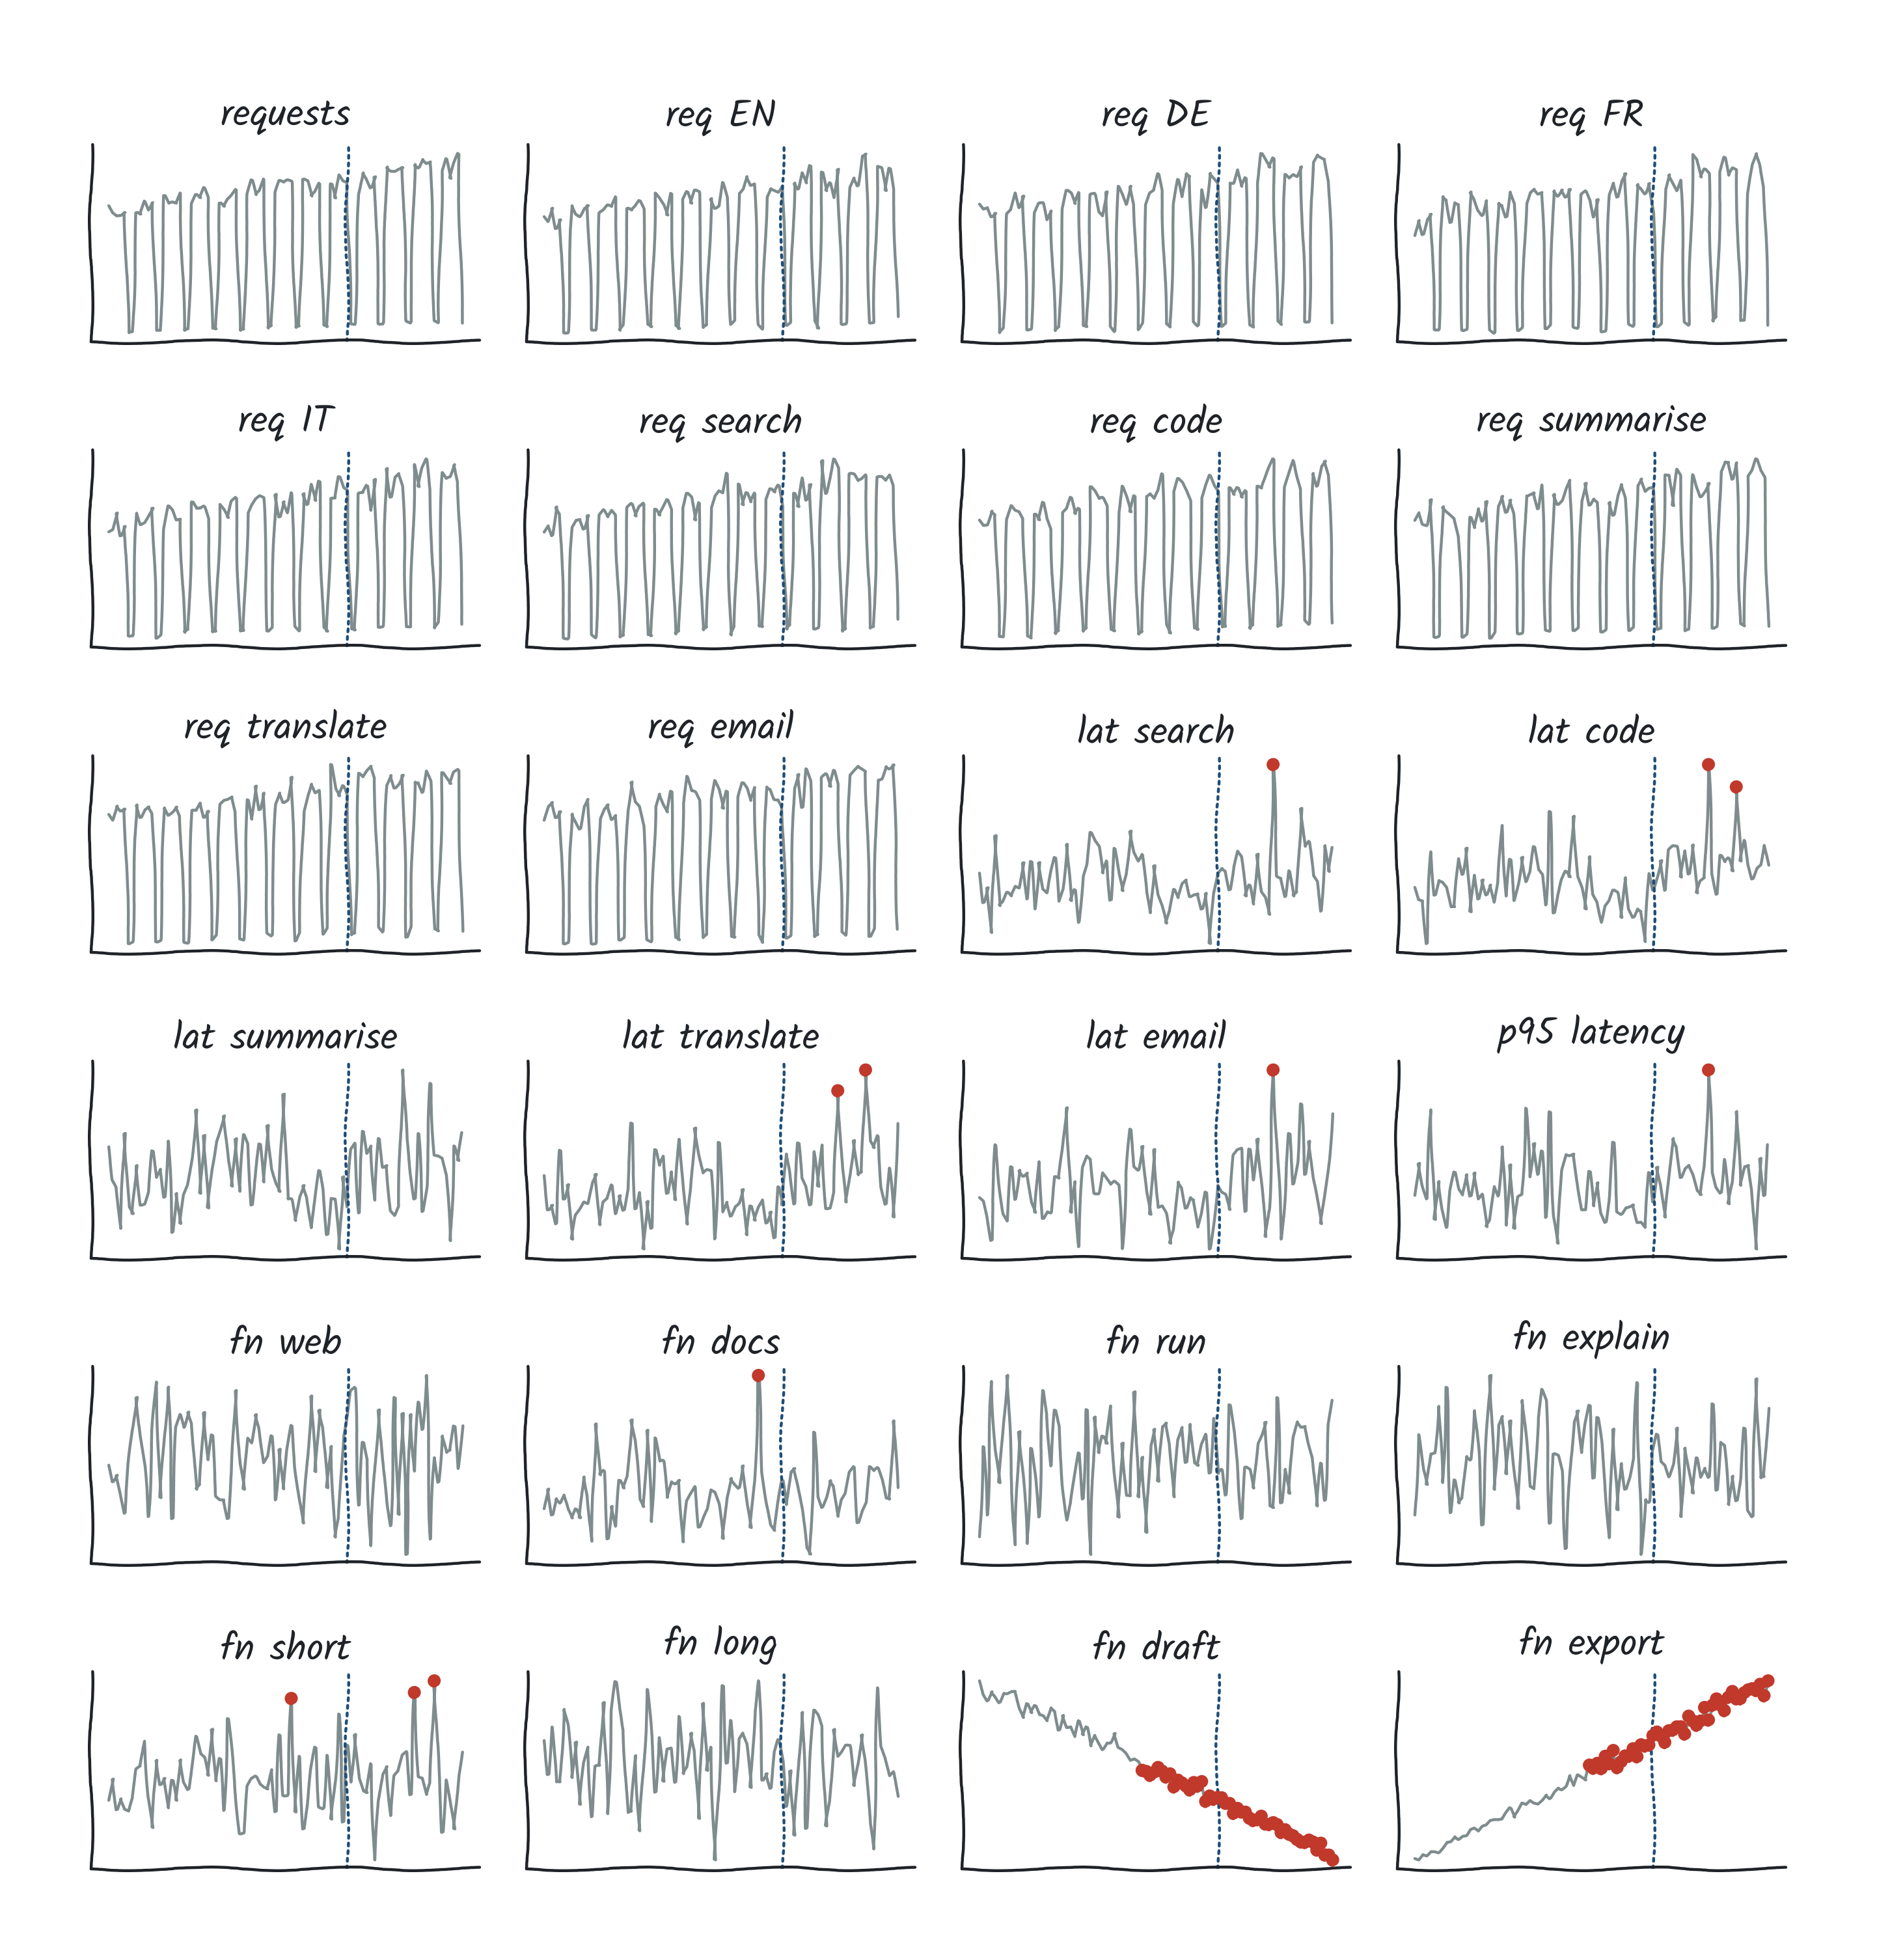 requests
req EN
req DE
req FR
req IT
req search
req code
req summarise
req translate
req email
lat search
lat code
lat summarise
lat translate
lat email
p95 latency
fn web
fn docs
fn run
fn explain
fn short
fn long
fn draft
fn export